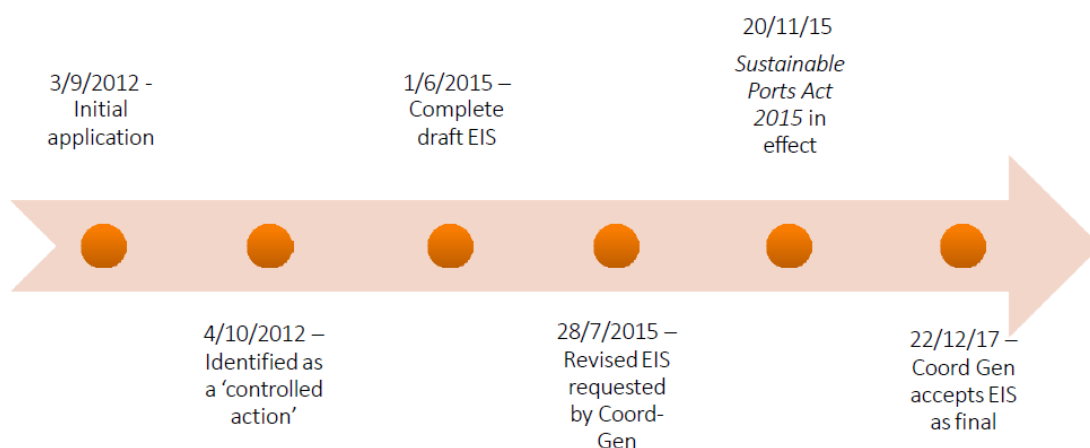 3/9/2012 -
Initial
application
4/10/2012 –
Identified as
a ‘controlled
action’
1/6/2015 –
Complete
draft EIS
28/7/2015 –
Revised EIS
requested
by Coord-
Gen
20/11/15
Sustainable
Ports Act
2015 in
effect
22/12/17 –
Coord Gen
accepts EIS
as final